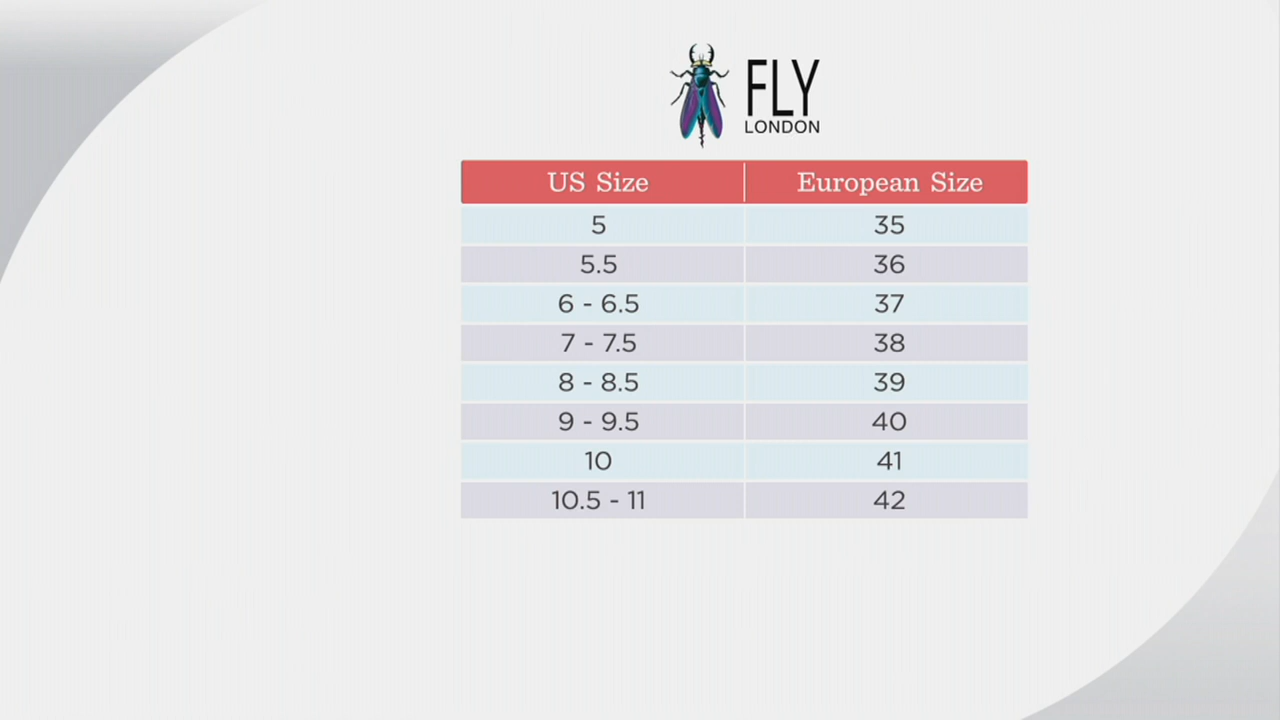 FLY
LONDON
US Size European Size
5 35
5.5 36
6 - 6.5 37
7 - 7.5 38
8 - 8.5 39
9 - 9.5 40
10 41
10.5 - 11 42